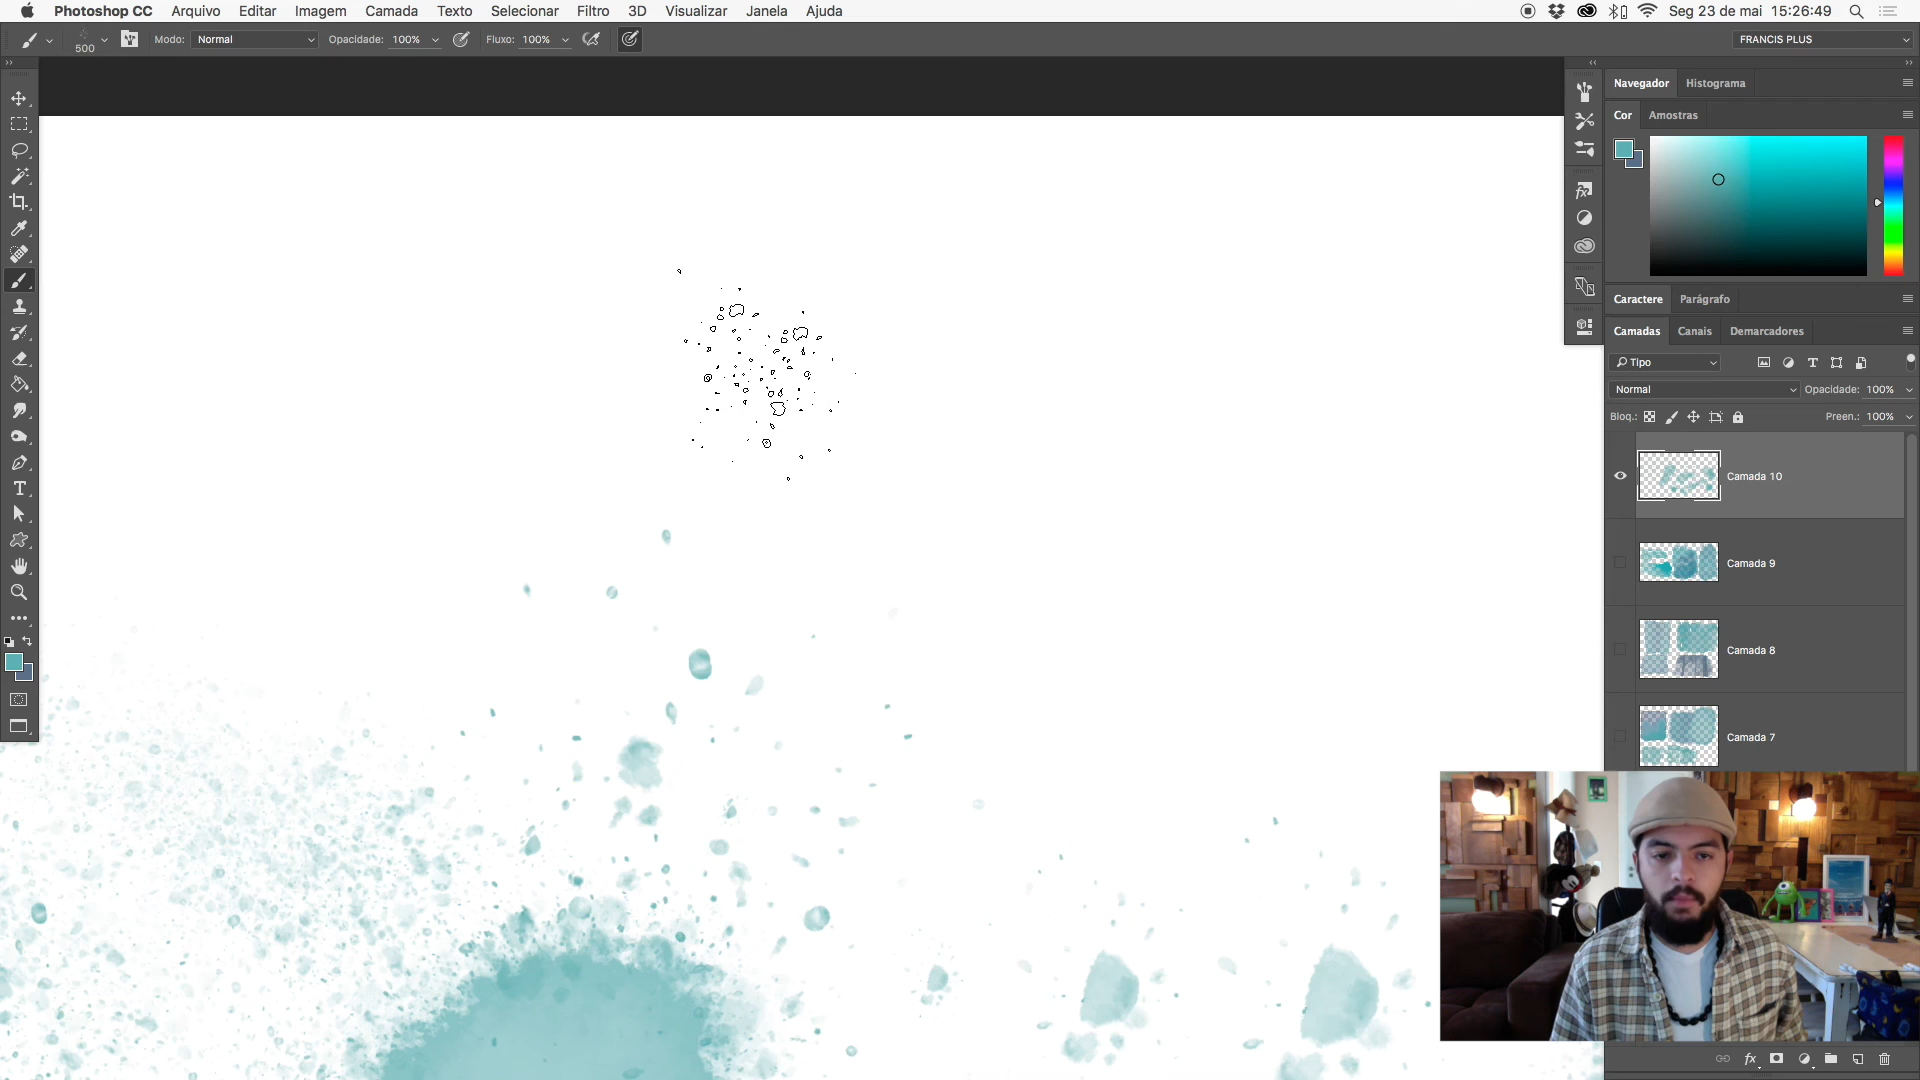 Photoshop CC Arquivo Editar Imagem Camada Texto Selecionar Filtro 3D Visualizar Janela Ajuda Seg 23 de mai 15:26:49
500 Modo: Normal Opacidade: 100% Fluxo: 100% FRANCIS PLUS
Navegador Histograma
Cor Amostras
Caractere Parágrafo
Camadas Canais Demarcadores
Tipo
Normal Opacidade: 100%
Bloq.: Preen.: 100%
Camada 10
Camada 9
Camada 8
Camada 7